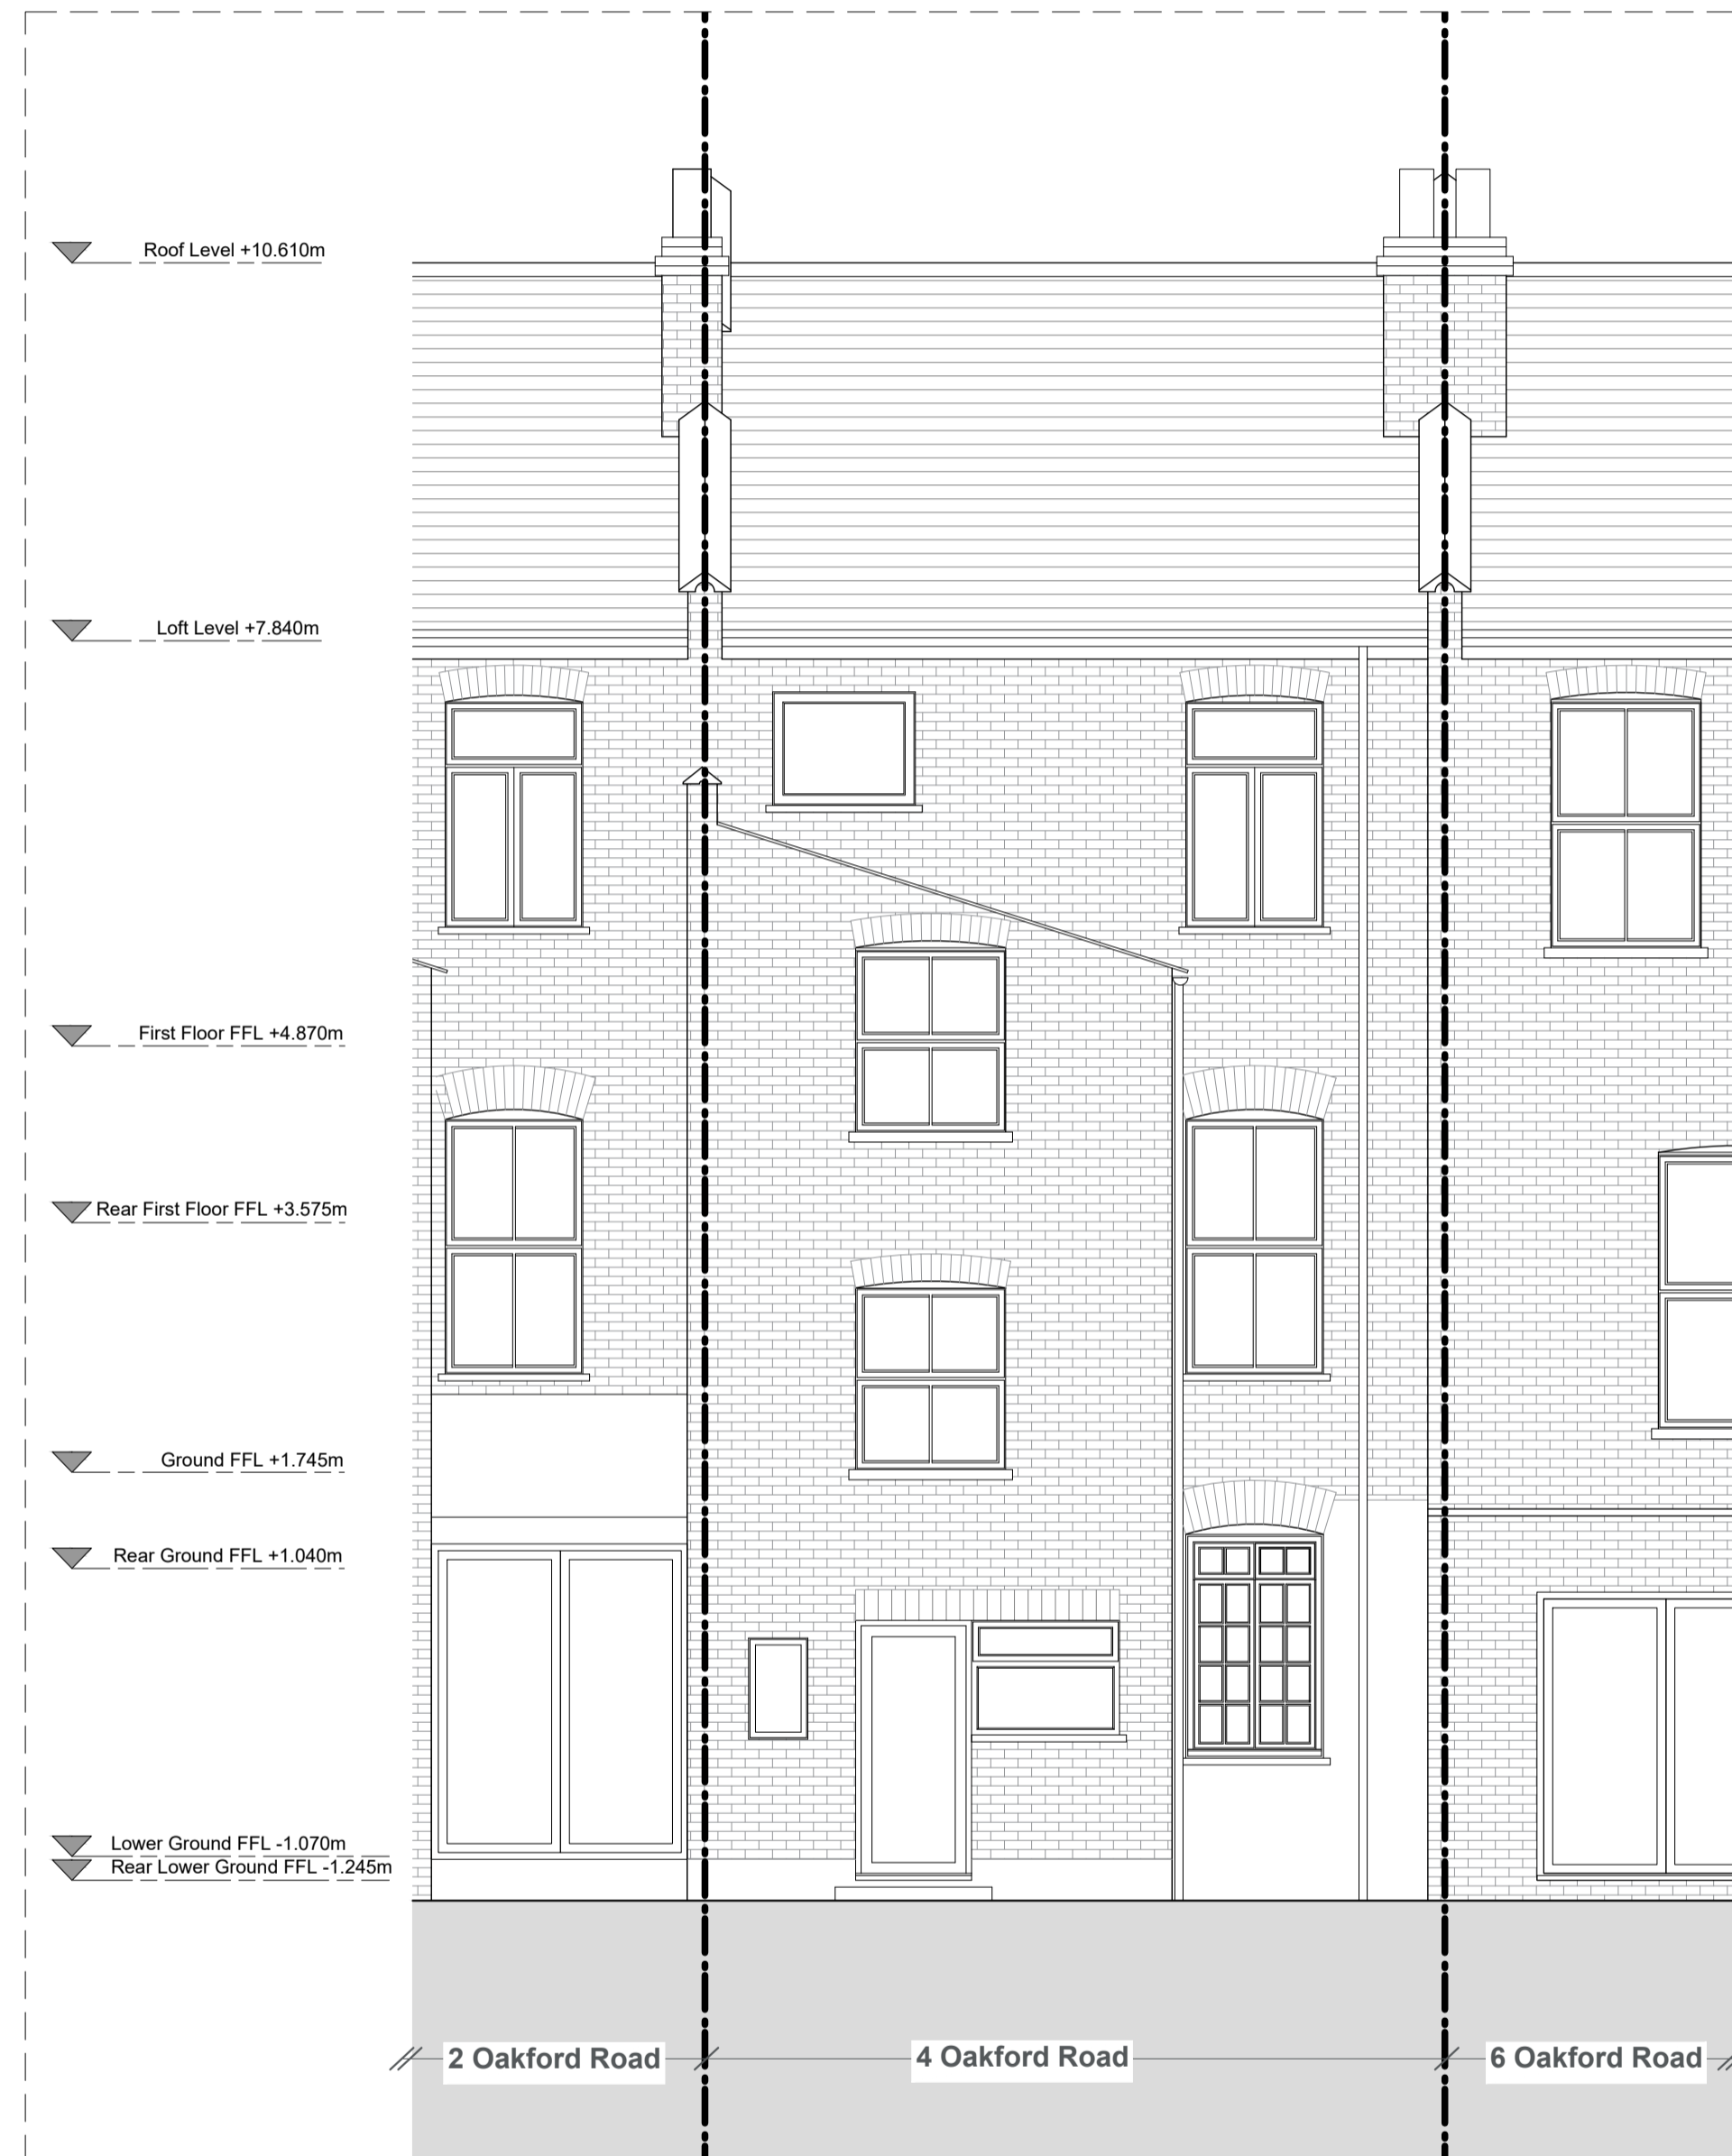 Roof Level +10.610m
Loft Level +7.840m
First Floor FFL +4.870m
Rear First Floor FFL +3.575m
Ground FFL +1.745m
Rear Ground FFL +1.040m
Lower Ground FFL -1.070m
Rear Lower Ground FFL -1.245m
2 Oakford Road
4 Oakford Road
6 Oakford Road